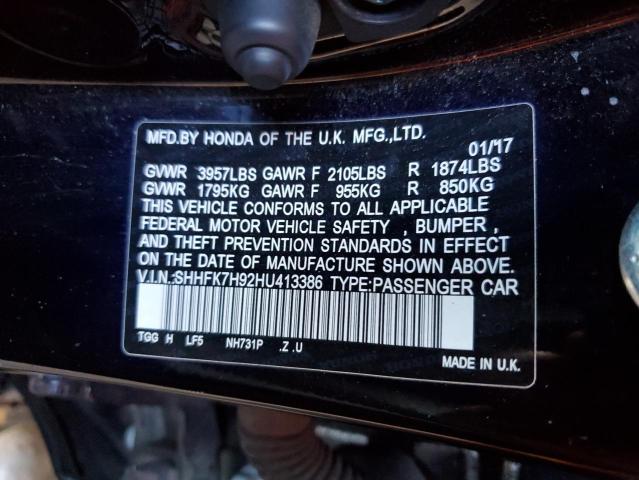 MFD.BY HONDA OF THE U.K. MFG.,LTD.
01/'17
GVWR 3957LBS GAWR F 2105LBS R 1874LBS
GVWR 1795KG GAWR F 955KG R 850KG
THIS VEHICLE CONFORMS TO ALL APPLICABLE
FEDERAL MOTOR VEHICLE SAFETY , BUMPER ,
AND THEFT PREVENTION STANDARDS IN EFFECT
ON THE DATE OF MANUFACTURE SHOWN ABOVE.
V.I.N.:SHHFK7H92HU413386 TYPE:PASSENGER CAR
TGG H LF5 NH731P .Z .U
MADE IN U.K.